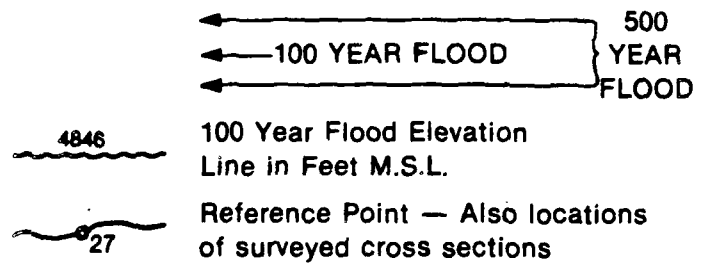 500
100 YEAR FLOOD YEAR
FLOOD
4846
100 Year Flood Elevation
Line in Feet M.S.L.
27
Reference Point — Also locations
of surveyed cross sections